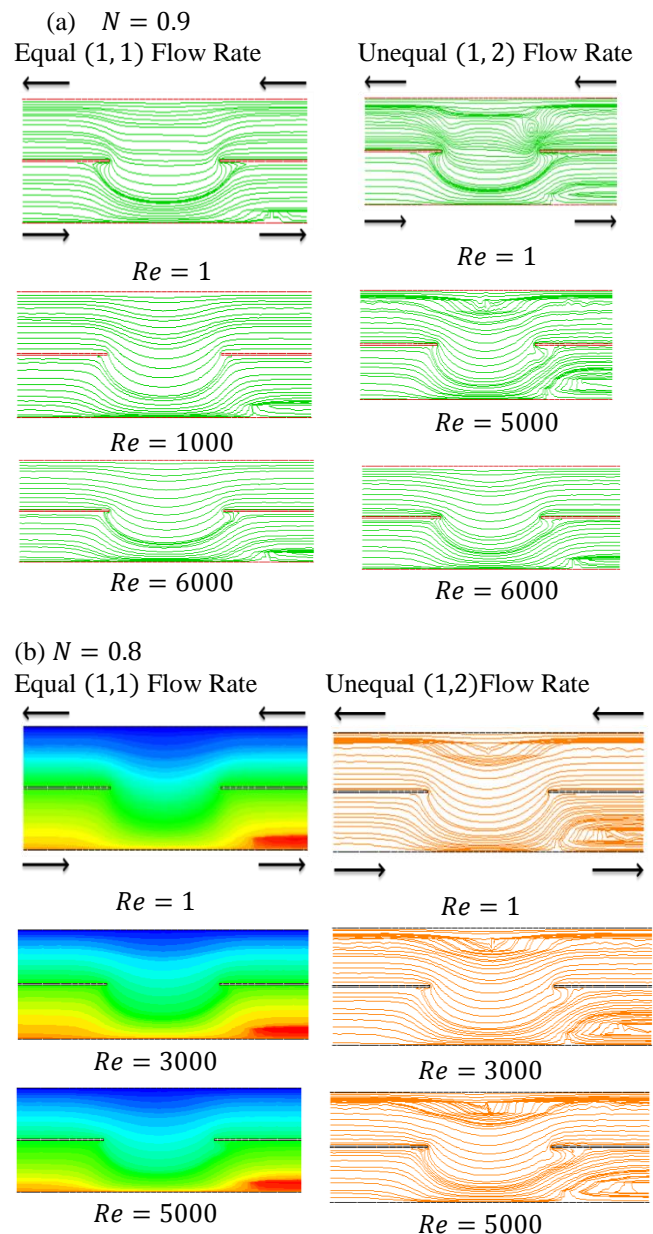 (a) N = 0.9
Equal (1, 1) Flow Rate Unequal (1, 2) Flow Rate
Re = 1 Re = 1
Re = 1000 Re = 5000
Re = 6000 Re = 6000
(b) N = 0.8
Equal (1,1) Flow Rate Unequal (1,2)Flow Rate
Re = 1 Re = 1
Re = 3000 Re = 3000
Re = 5000 Re = 5000